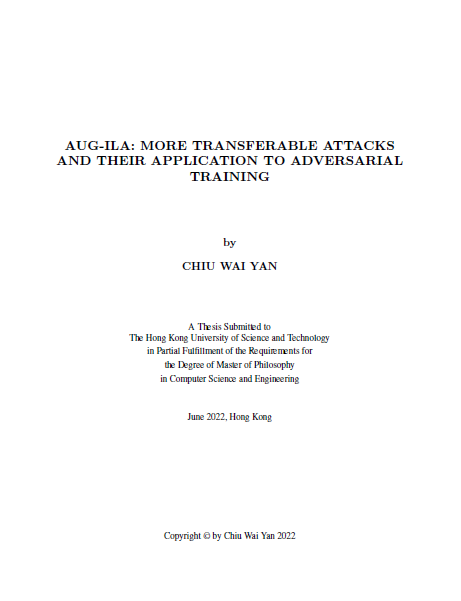 AUG-ILA: MORE TRANSFERABLE ATTACKS
AND THEIR APPLICATION TO ADVERSARIAL
TRAINING
by
CHIU WAI YAN
A Thesis Submitted to
The Hong Kong University of Science and Technology
in Partial Fulfillment of the Requirements for
the Degree of Master of Philosophy
in Computer Science and Engineering
June 2022, Hong Kong
Copyright © by Chiu Wai Yan 2022